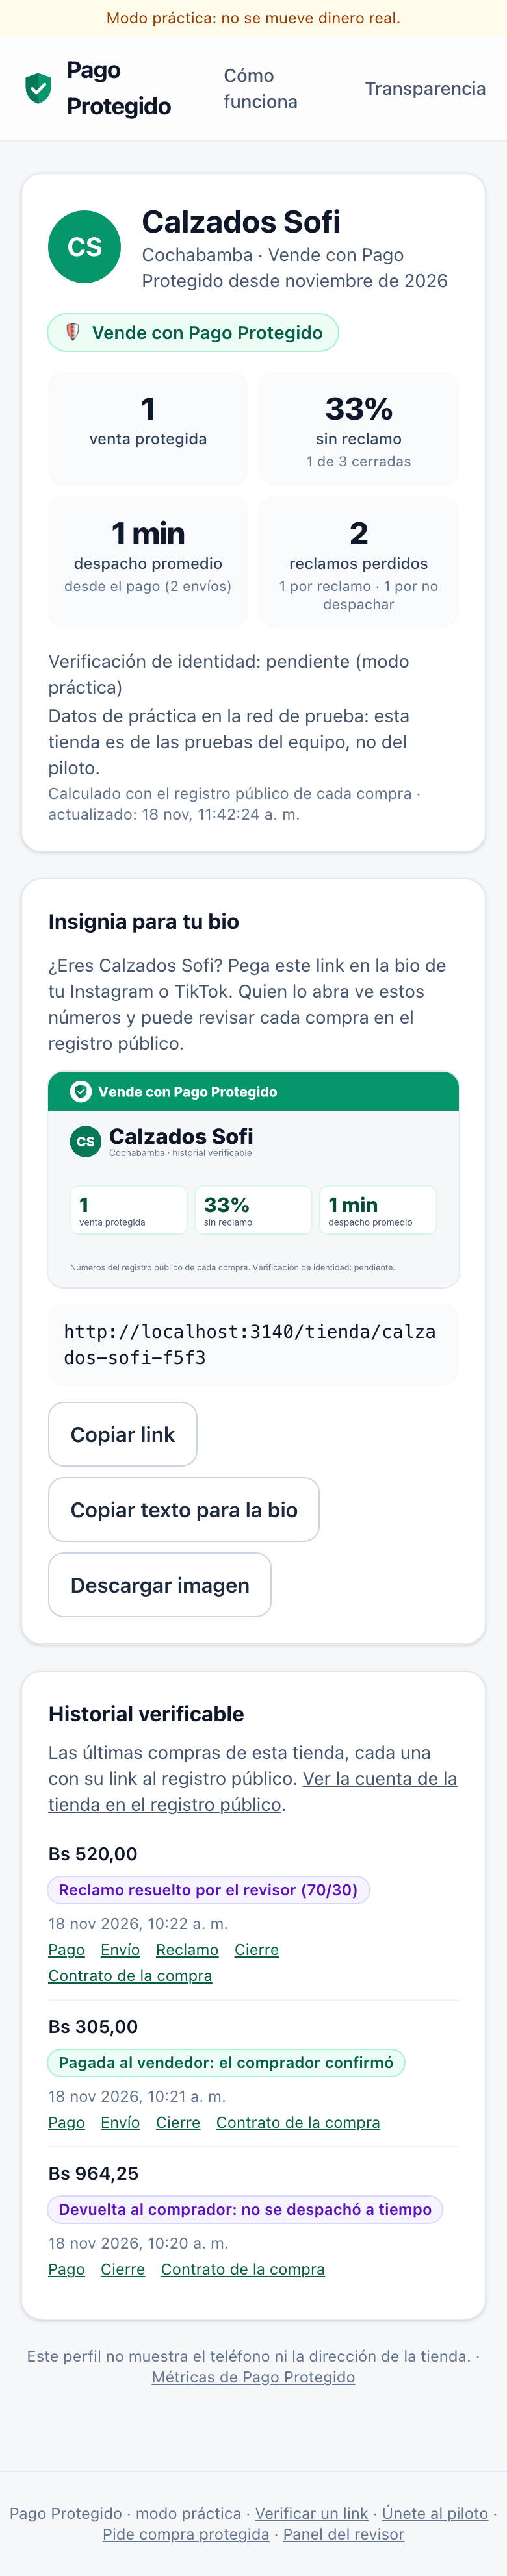 Modo práctica: no se mueve dinero real.
Pago
Protegido
Cómo
funciona
Transparencia
CS
Calzados Sofi
Cochabamba · Vende con Pago
Protegido desde noviembre de 2026
Vende con Pago Protegido
1
venta protegida
33%
sin reclamo
1 de 3 cerradas
1 min
despacho promedio
desde el pago (2 envíos)
2
reclamos perdidos
1 por reclamo · 1 por no
despachar
Verificación de identidad: pendiente (modo
práctica)
Datos de práctica en la red de prueba: esta
tienda es de las pruebas del equipo, no del
piloto.
Calculado con el registro público de cada compra ·
actualizado: 18 nov, 11:42:24 a. m.
Insignia para tu bio
¿Eres Calzados Sofi? Pega este link en la bio de
tu Instagram o TikTok. Quien lo abra ve estos
números y puede revisar cada compra en el
registro público.
Vende con Pago Protegido
CS
Calzados Sofi
Cochabamba · historial verificable
1
venta protegida
33%
sin reclamo
1 min
despacho promedio
Números del registro público de cada compra. Verificación de identidad: pendiente.
http://localhost:3140/tienda/calza
dos-sofi-f5f3
Copiar link
Copiar texto para la bio
Descargar imagen
Historial verificable
Las últimas compras de esta tienda, cada una
con su link al registro público. Ver la cuenta de la
tienda en el registro público.
Bs 520,00
Reclamo resuelto por el revisor (70/30)
18 nov 2026, 10:22 a. m.
Pago Envío Reclamo Cierre
Contrato de la compra
Bs 305,00
Pagada al vendedor: el comprador confirmó
18 nov 2026, 10:21 a. m.
Pago Envío Cierre Contrato de la compra
Bs 964,25
Devuelta al comprador: no se despachó a tiempo
18 nov 2026, 10:20 a. m.
Pago Cierre Contrato de la compra
Este perfil no muestra el teléfono ni la dirección de la tienda. ·
Métricas de Pago Protegido
Pago Protegido · modo práctica · Verificar un link · Únete al piloto ·
Pide compra protegida · Panel del revisor